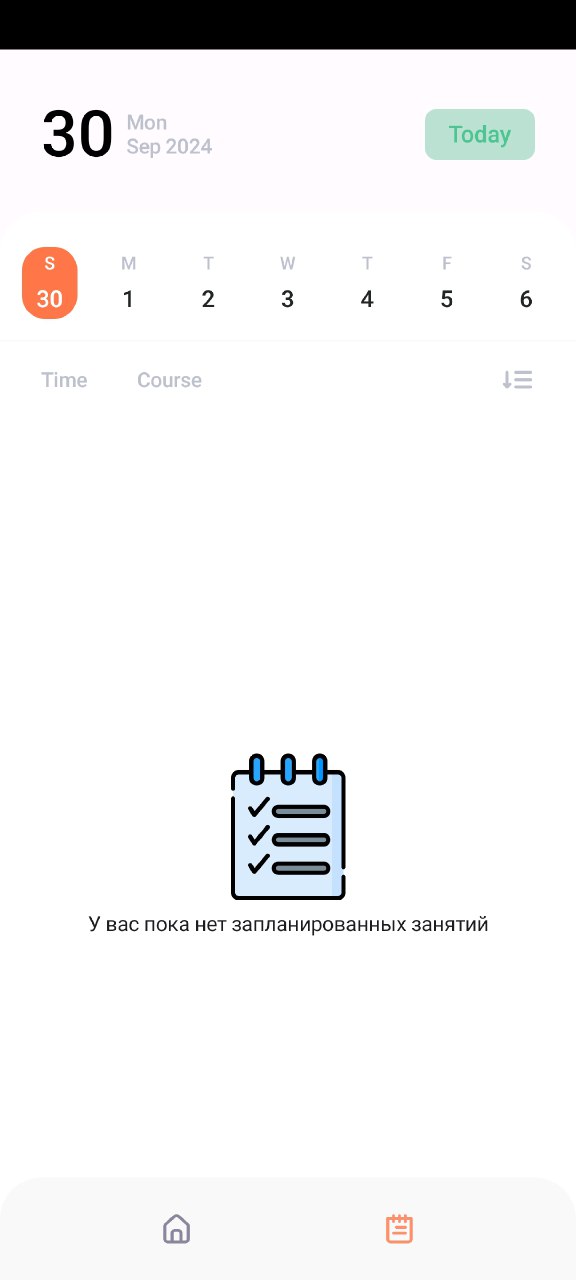 30
Mon
Sep 2024
Today
S M T W T F S
30 1 2 3 4 5 6
Time Course
У вас пока нет запланированных занятий